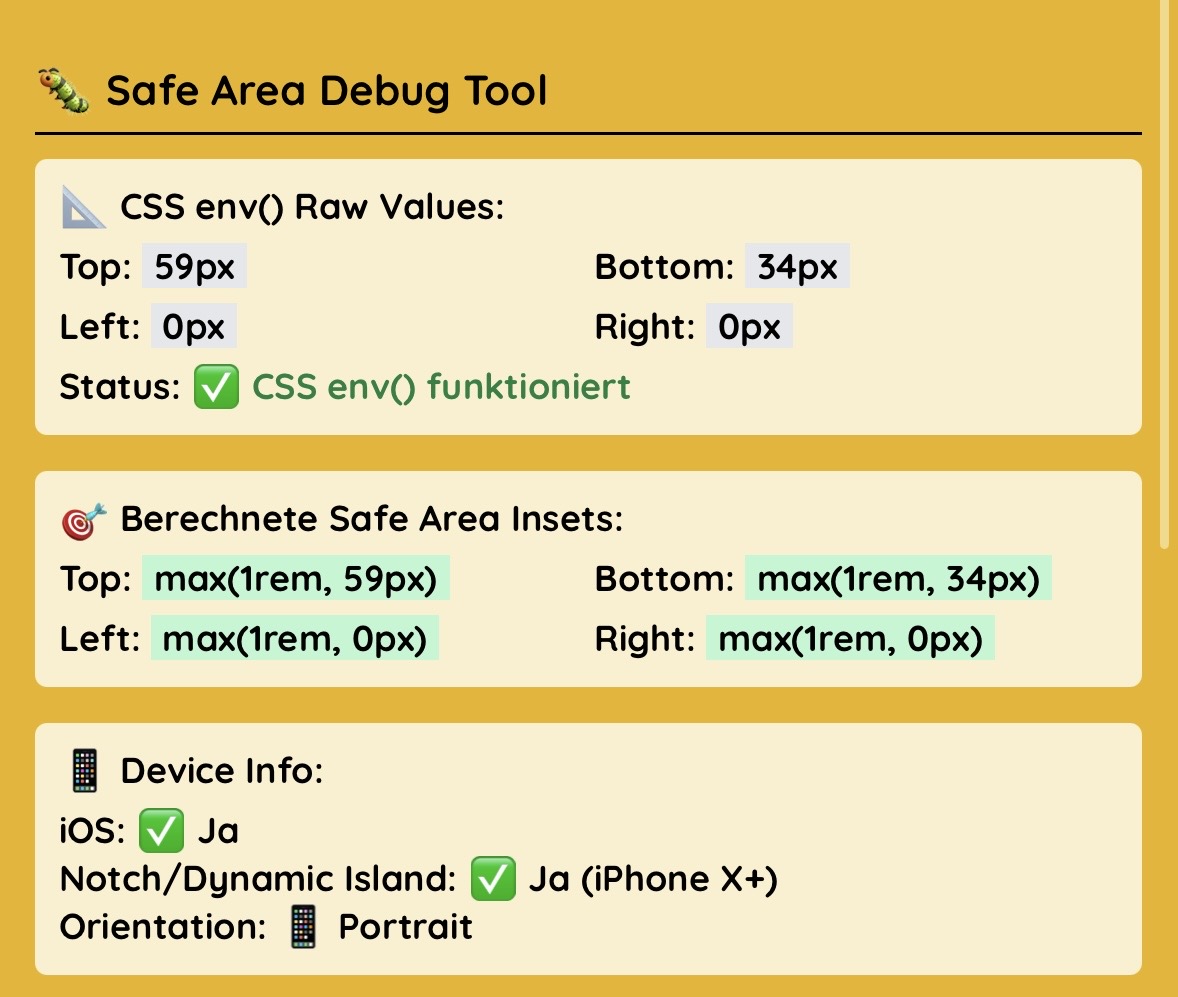 🐛 Safe Area Debug Tool
📐 CSS env() Raw Values:
Top: 59px Bottom: 34px
Left: 0px Right: 0px
Status: ✅ CSS env() funktioniert
🎯 Berechnete Safe Area Insets:
Top: max(1rem, 59px) Bottom: max(1rem, 34px)
Left: max(1rem, 0px) Right: max(1rem, 0px)
📱 Device Info:
iOS: ✅ Ja
Notch/Dynamic Island: ✅ Ja (iPhone X+)
Orientation: 📱 Portrait